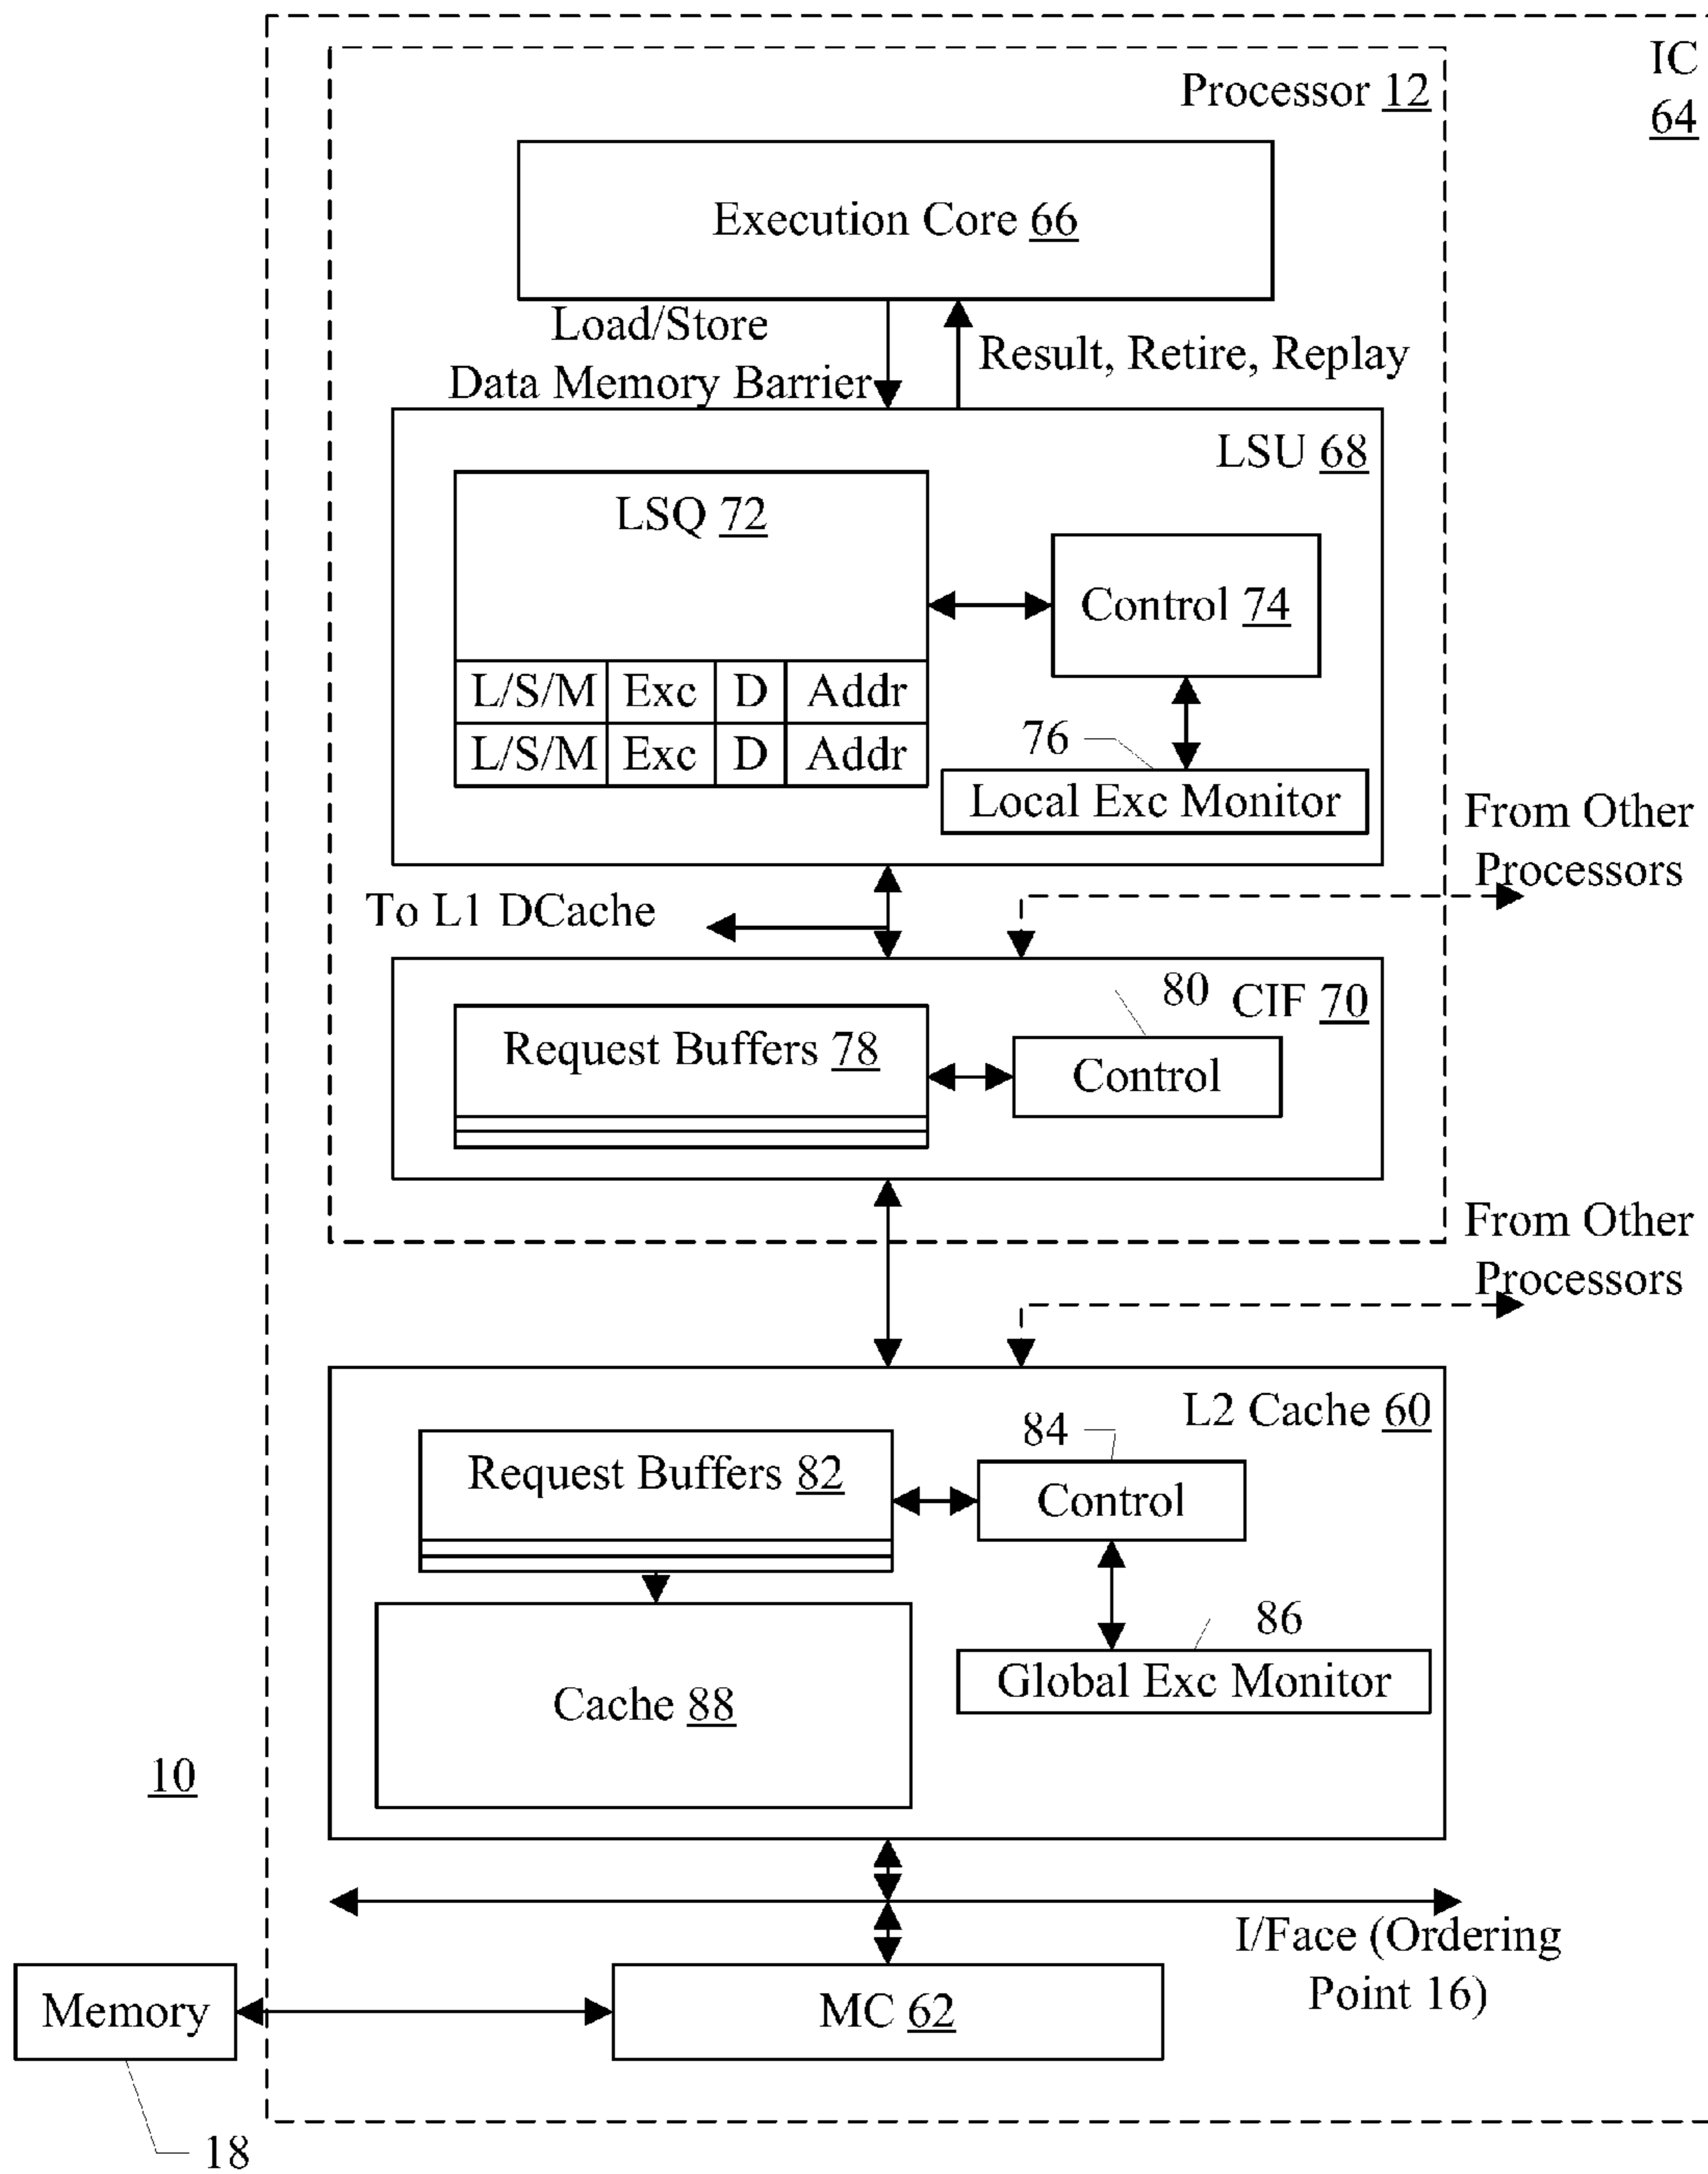 IC
64
Processor 12
Execution Core 66
Load/Store
Data Memory Barrier
Result, Retire, Replay
LSU 68
LSQ 72
Control 74
L/S/M Exc D Addr
L/S/M Exc D Addr
76
Local Exc Monitor
From Other
Processors
To L1 DCache
80
CIF 70
Request Buffers 78
Control
From Other
Processors
L2 Cache 60
84
Request Buffers 82
Control
86
Global Exc Monitor
Cache 88
10
I/Face (Ordering
Point 16)
Memory
MC 62
18